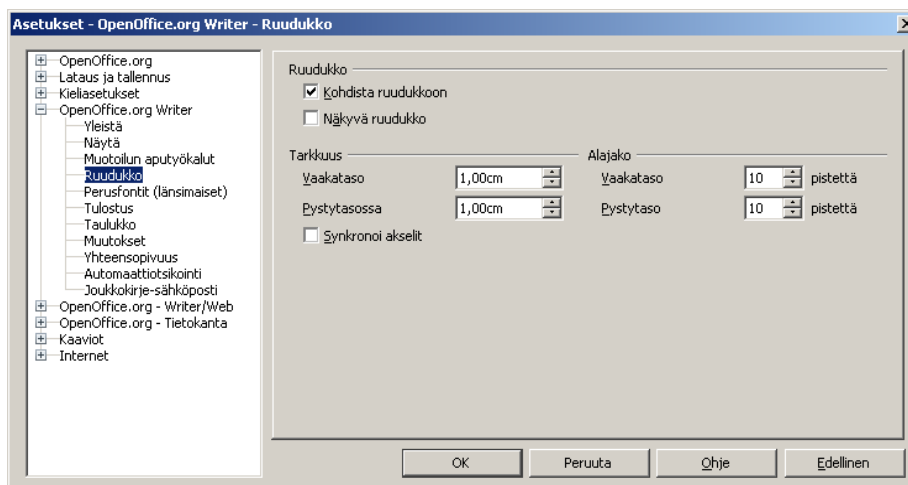 Asetukset - OpenOffice.org Writer - Ruudukko
OpenOffice.org
Lataus ja tallennus
Kieliasetukset
OpenOffice.org Writer
Yleistä
Näytä
Muotoilun aputyökalut
Ruudukko
Perusfontit (länsimaiset)
Tulostus
Taulukko
Muutokset
Yhteensopivuus
Automaattiotsikointi
Joukkokirje-sähköposti
OpenOffice.org - Writer/Web
OpenOffice.org - Tietokanta
Kaaviot
Internet
Ruudukko
Kohdista ruudukkoon
Näkyvä ruudukko
Tarkkuus
Vaakataso 1,00cm
Pystytasossa 1,00cm
Synkronoi akselit
Alajako
Vaakataso 10 pistettä
Pystytaso 10 pistettä
OK Peruuta Ohje Edellinen